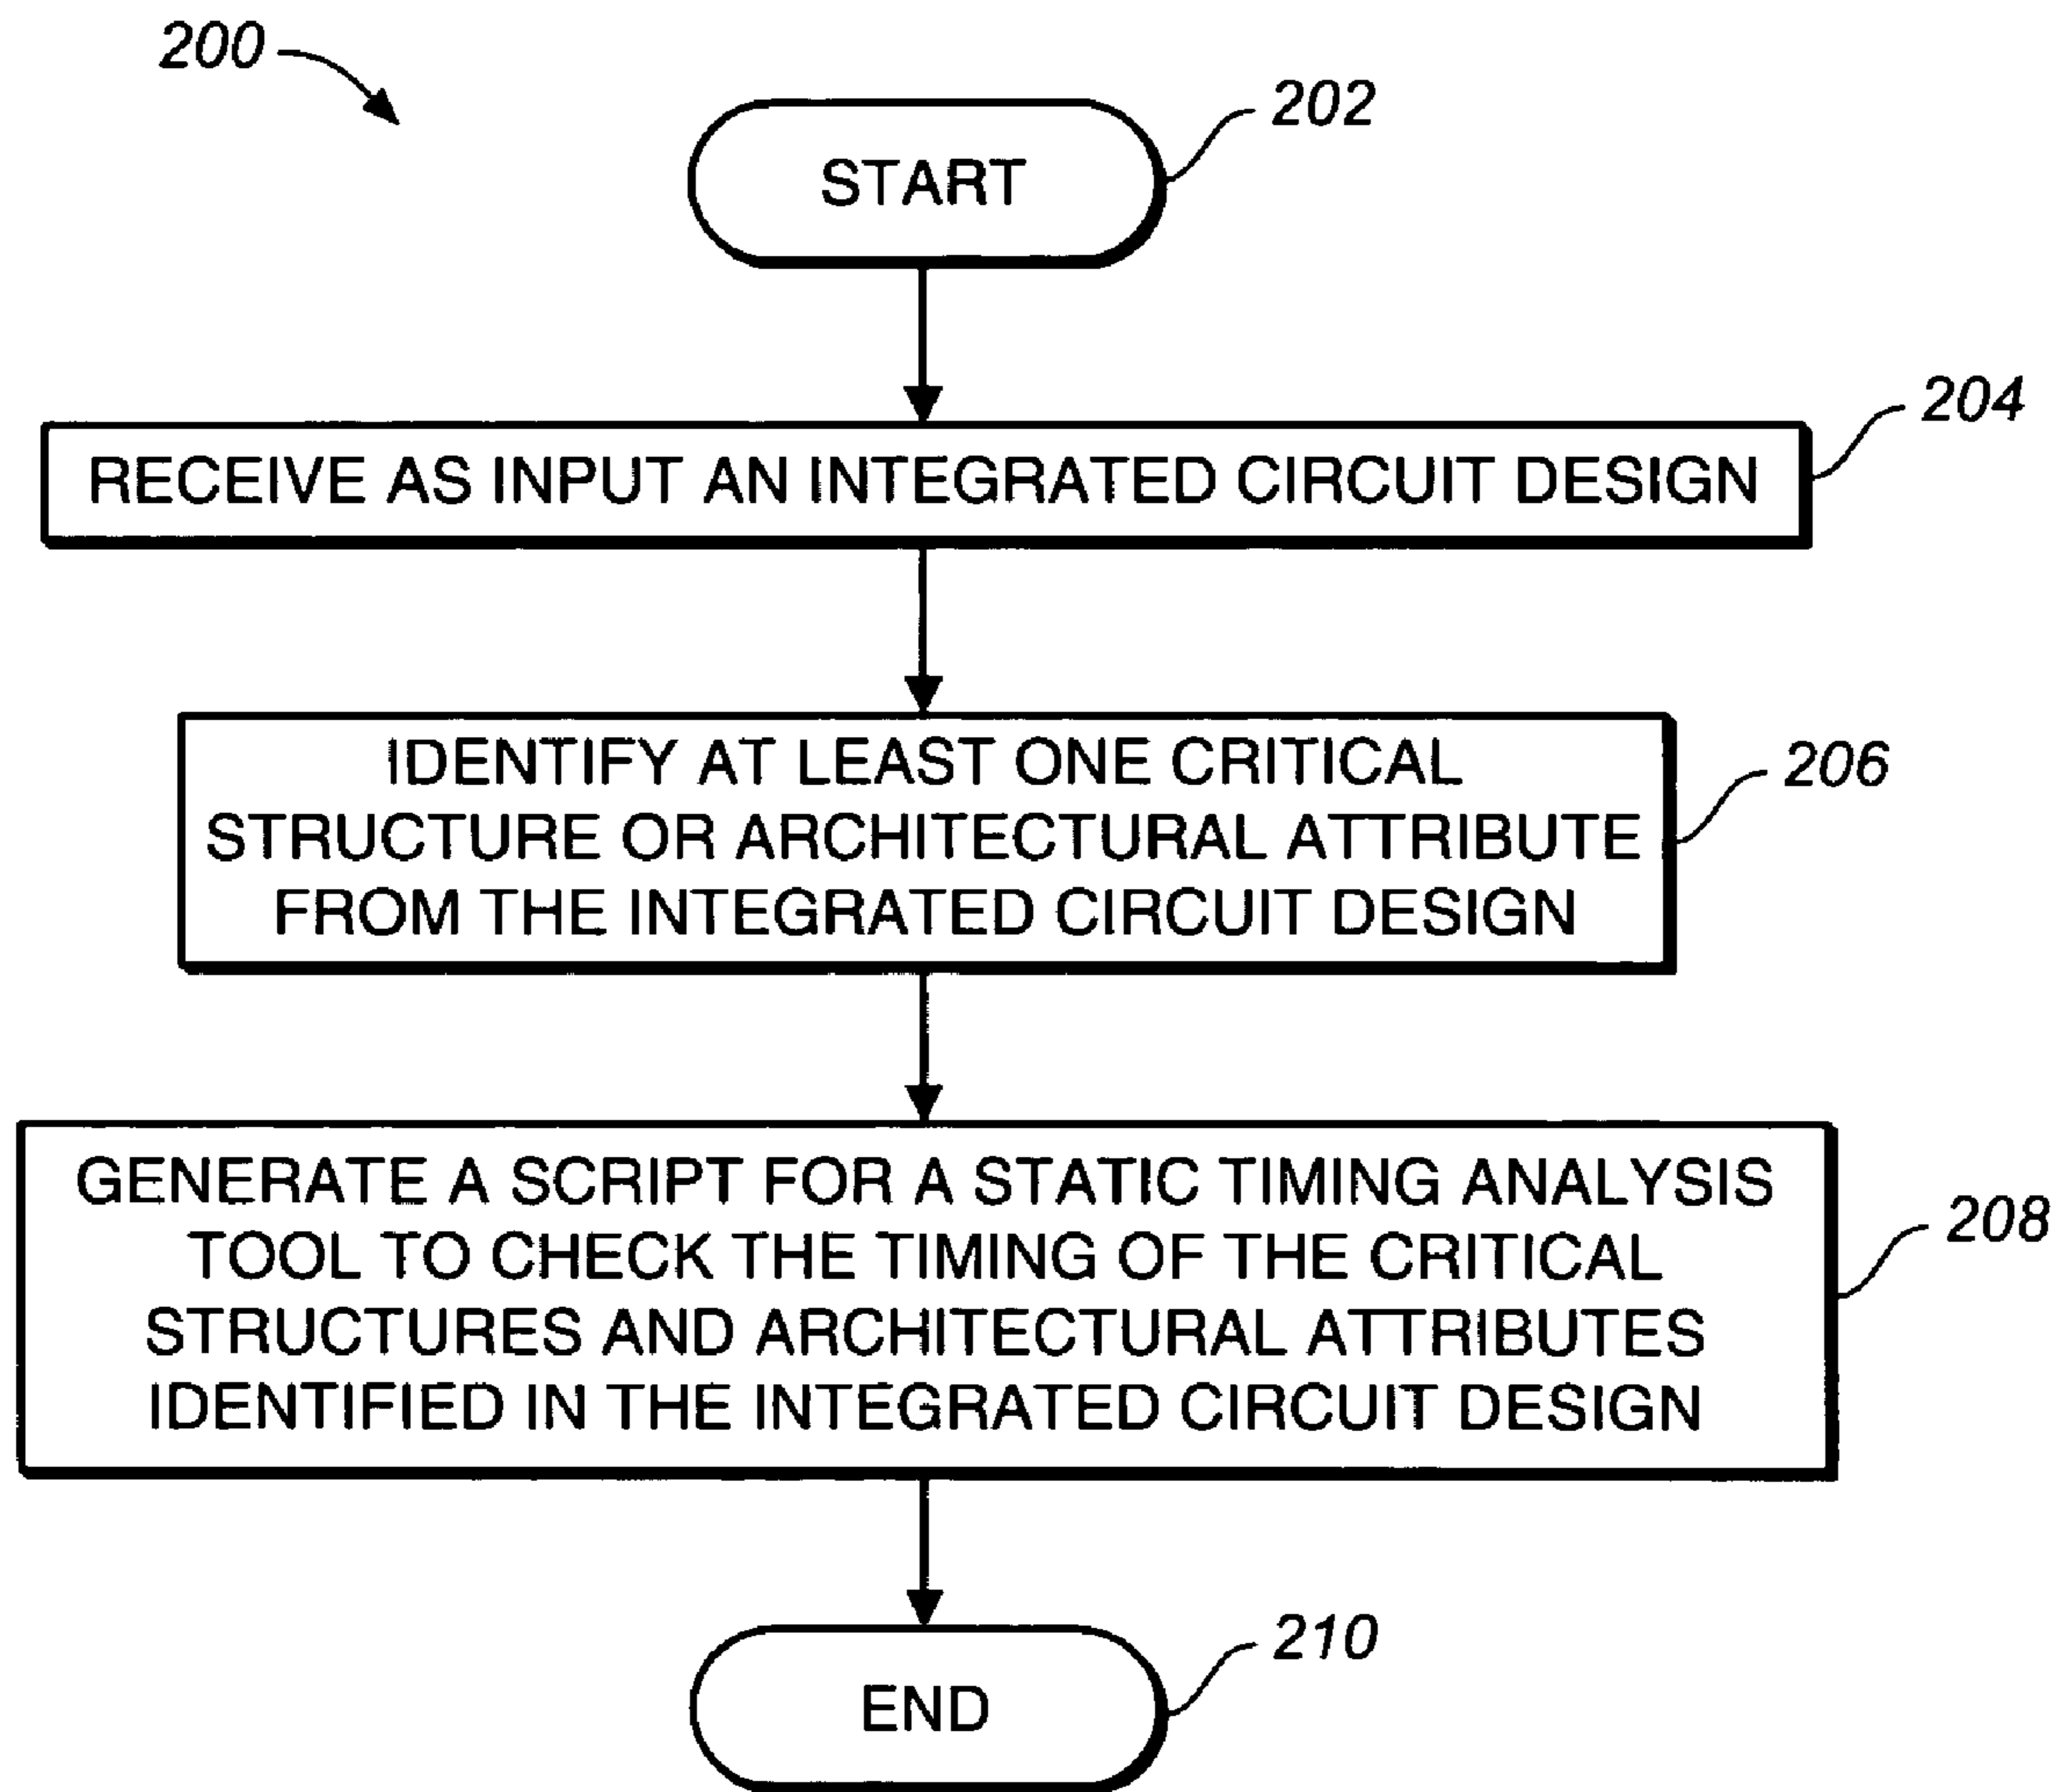 200
202
START
204
RECEIVE AS INPUT AN INTEGRATED CIRCUIT DESIGN
206
IDENTIFY AT LEAST ONE CRITICAL
STRUCTURE OR ARCHITECTURAL ATTRIBUTE
FROM THE INTEGRATED CIRCUIT DESIGN
208
GENERATE A SCRIPT FOR A STATIC TIMING ANALYSIS
TOOL TO CHECK THE TIMING OF THE CRITICAL
STRUCTURES AND ARCHITECTURAL ATTRIBUTES
IDENTIFIED IN THE INTEGRATED CIRCUIT DESIGN
210
END